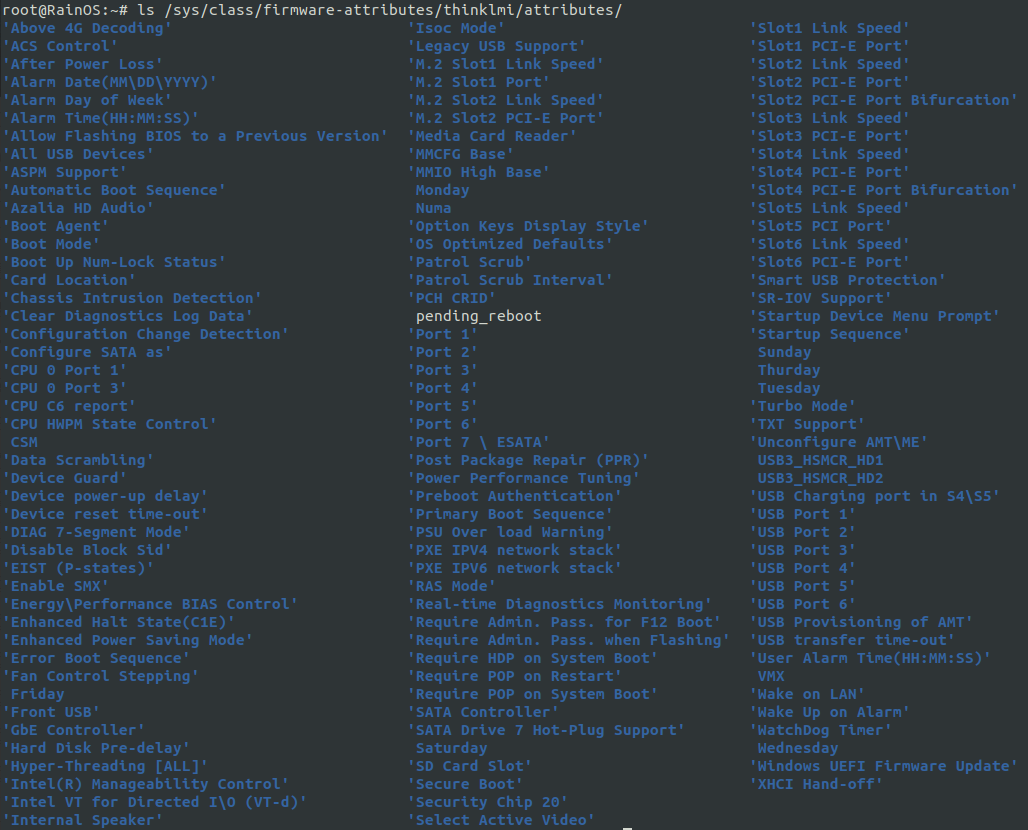 root@RainOS:~# ls /sys/class/firmware-attributes/thinklmi/attributes/
'Above 4G Decoding' 'Isoc Mode' 'Slot1 Link Speed'
'ACS Control' 'Legacy USB Support' 'Slot1 PCI-E Port'
'After Power Loss' 'M.2 Slot1 Link Speed' 'Slot2 Link Speed'
'Alarm Date(MM\DD\YYYY)' 'M.2 Slot1 Port' 'Slot2 PCI-E Port'
'Alarm Day of Week' 'M.2 Slot2 Link Speed' 'Slot2 PCI-E Port Bifurcation'
'Alarm Time(HH:MM:SS)' 'M.2 Slot2 PCI-E Port' 'Slot3 Link Speed'
'Allow Flashing BIOS to a Previous Version' 'Media Card Reader' 'Slot3 PCI-E Port'
'All USB Devices' 'MMCFG Base' 'Slot4 Link Speed'
'ASPM Support' 'MMIO High Base' 'Slot4 PCI-E Port'
'Automatic Boot Sequence' Monday 'Slot4 PCI-E Port Bifurcation'
'Azalia HD Audio' Numa 'Slot5 Link Speed'
'Boot Agent' 'Option Keys Display Style' 'Slot5 PCI Port'
'Boot Mode' 'OS Optimized Defaults' 'Slot6 Link Speed'
'Boot Up Num-Lock Status' 'Patrol Scrub' 'Slot6 PCI-E Port'
'Card Location' 'Patrol Scrub Interval' 'Smart USB Protection'
'Chassis Intrusion Detection' 'PCH CRID' 'SR-IOV Support'
'Clear Diagnostics Log Data' pending_reboot 'Startup Device Menu Prompt'
'Configuration Change Detection' 'Port 1' 'Startup Sequence'
'Configure SATA as' 'Port 2' Sunday
'CPU 0 Port 1' 'Port 3' Thurday
'CPU 0 Port 3' 'Port 4' Tuesday
'CPU C6 report' 'Port 5' 'Turbo Mode'
'CPU HWPM State Control' 'Port 6' 'TXT Support'
CSM 'Port 7 \ ESATA' 'Unconfigure AMT\ME'
'Data Scrambling' 'Post Package Repair (PPR)' USB3_HSMCR_HD1
'Device Guard' 'Power Performance Tuning' USB3_HSMCR_HD2
'Device power-up delay' 'Preboot Authentication' 'USB Charging port in S4\S5'
'Device reset time-out' 'Primary Boot Sequence' 'USB Port 1'
'DIAG 7-Segment Mode' 'PSU Over load Warning' 'USB Port 2'
'Disable Block Sid' 'PXE IPV4 network stack' 'USB Port 3'
'EIST (P-states)' 'PXE IPV6 network stack' 'USB Port 4'
'Enable SMX' 'RAS Mode' 'USB Port 5'
'Energy\Performance BIAS Control' 'Real-time Diagnostics Monitoring' 'USB Port 6'
'Enhanced Halt State(C1E)' 'Require Admin. Pass. for F12 Boot' 'USB Provisioning of AMT'
'Enhanced Power Saving Mode' 'Require Admin. Pass. when Flashing' 'USB transfer time-out'
'Error Boot Sequence' 'Require HDP on System Boot' 'User Alarm Time(HH:MM:SS)'
'Fan Control Stepping' 'Require POP on Restart' VMX
Friday 'Require POP on System Boot' 'Wake on LAN'
'Front USB' 'SATA Controller' 'Wake Up on Alarm'
'GbE Controller' 'SATA Drive 7 Hot-Plug Support' 'WatchDog Timer'
'Hard Disk Pre-delay' Saturday Wednesday
'Hyper-Threading [ALL]' 'SD Card Slot' 'Windows UEFI Firmware Update'
'Intel(R) Manageability Control' 'Secure Boot' 'XHCI Hand-off'
'Intel VT for Directed I\O (VT-d)' 'Security Chip 20'
'Internal Speaker' 'Select Active Video'